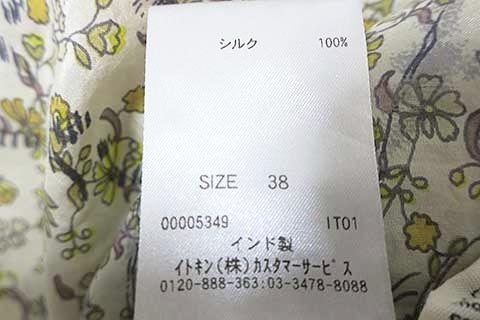 シルク 100%
SIZE 38
00005349 IT01
インド製
イトキン(株)カスタマーサービス
0120-888-363:03-3478-8088